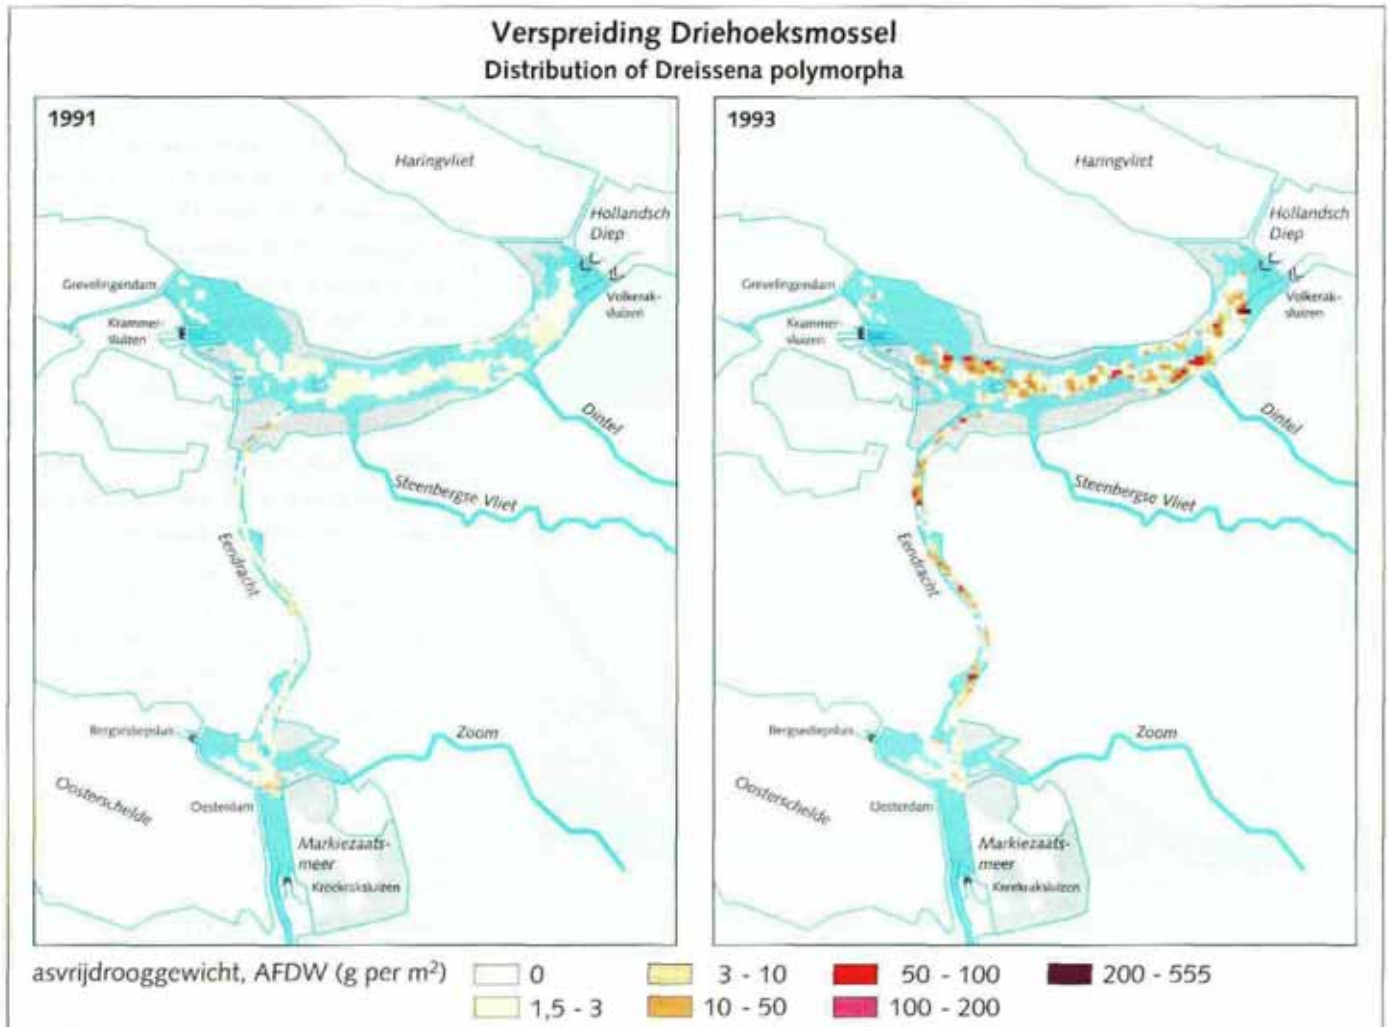 Verspreiding Driehoeksmossel
Distribution of Dreissena polymorpha
1991
Haringvliet
Hollandsch
Diep
Grevelingendam
Krammer-
sluizen
Volkerak-
sluizen
Dintel
Steenbergse Vliet
Eendracht
Bergsediepsluis
Zoom
Oosterschelde
Oesterdam
Markiezaats-
meer
Kreekraksluizen
1993
Haringvliet
Hollandsch
Diep
Grevelingendam
Krammer-
sluizen
Volkerak-
sluizen
Dintel
Steenbergse Vliet
Eendracht
Bergsediepsluis
Zoom
Oosterschelde
Oesterdam
Markiezaats-
meer
Kreekraksluizen
asvrijdrooggewicht, AFDW (g per m²) 0 3 - 10 50 - 100 200 - 555
1,5 - 3 10 - 50 100 - 200